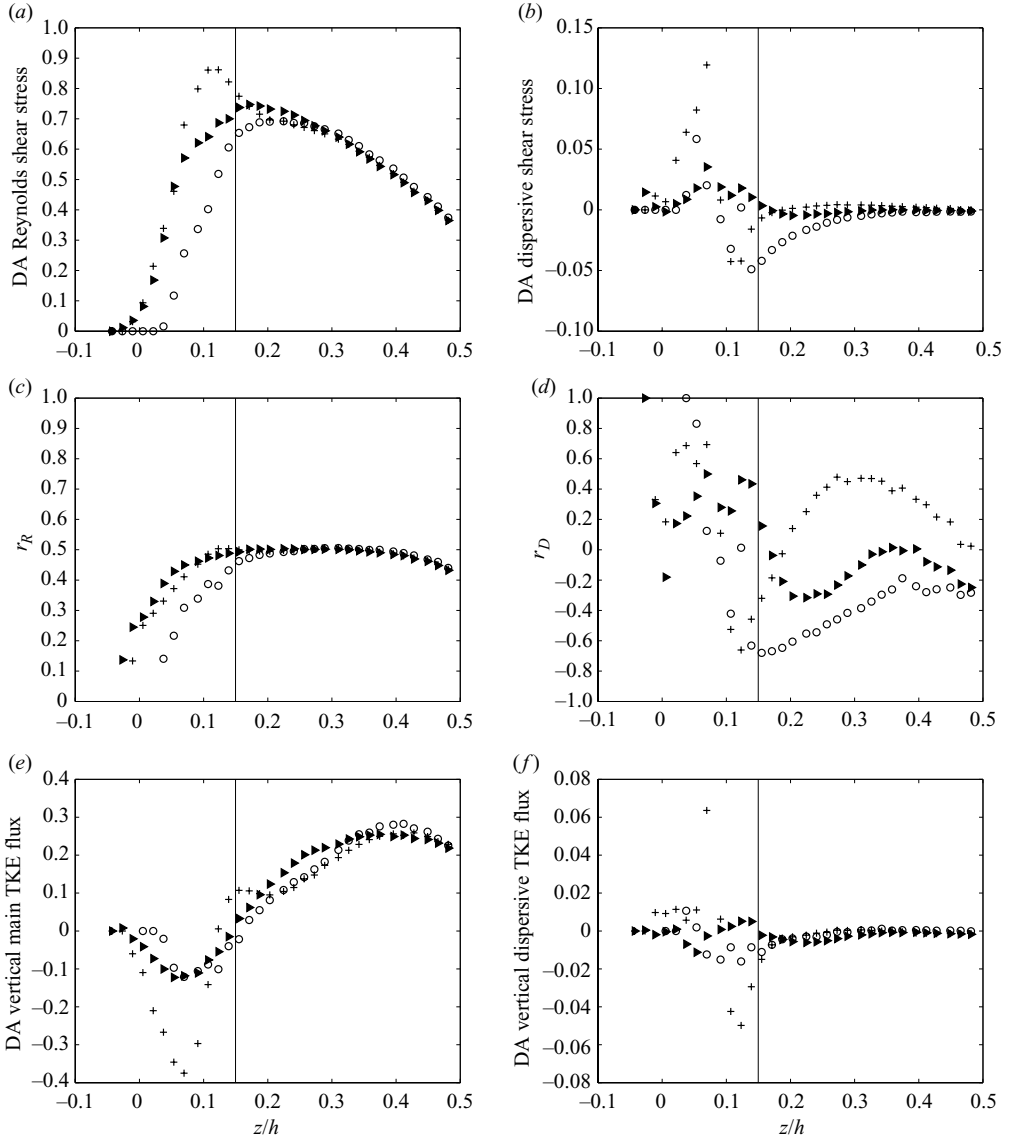 (a)
1.0
0.9
0.8
0.7
0.6
0.5
0.4
0.3
0.2
0.1
0
DA Reynolds shear stress
–0.1 0 0.1 0.2 0.3 0.4 0.5
(b)
0.15
0.10
0.05
0
–0.05
–0.10
DA dispersive shear stress
–0.1 0 0.1 0.2 0.3 0.4 0.5
(c)
1.0
0.9
0.8
0.7
0.6
0.5
0.4
0.3
0.2
0.1
0
rR
–0.1 0 0.1 0.2 0.3 0.4 0.5
(d)
1.0
0.8
0.6
0.4
0.2
0
–0.2
–0.4
–0.6
–0.8
–1.0
rD
–0.1 0 0.1 0.2 0.3 0.4 0.5
(e)
0.4
0.3
0.2
0.1
0
–0.1
–0.2
–0.3
–0.4
DA vertical main TKE flux
–0.1 0 0.1 0.2 0.3 0.4 0.5
z/h
(f)
0.08
0.06
0.04
0.02
0
–0.02
–0.04
–0.06
–0.08
DA vertical dispersive TKE flux
–0.1 0 0.1 0.2 0.3 0.4 0.5
z/h